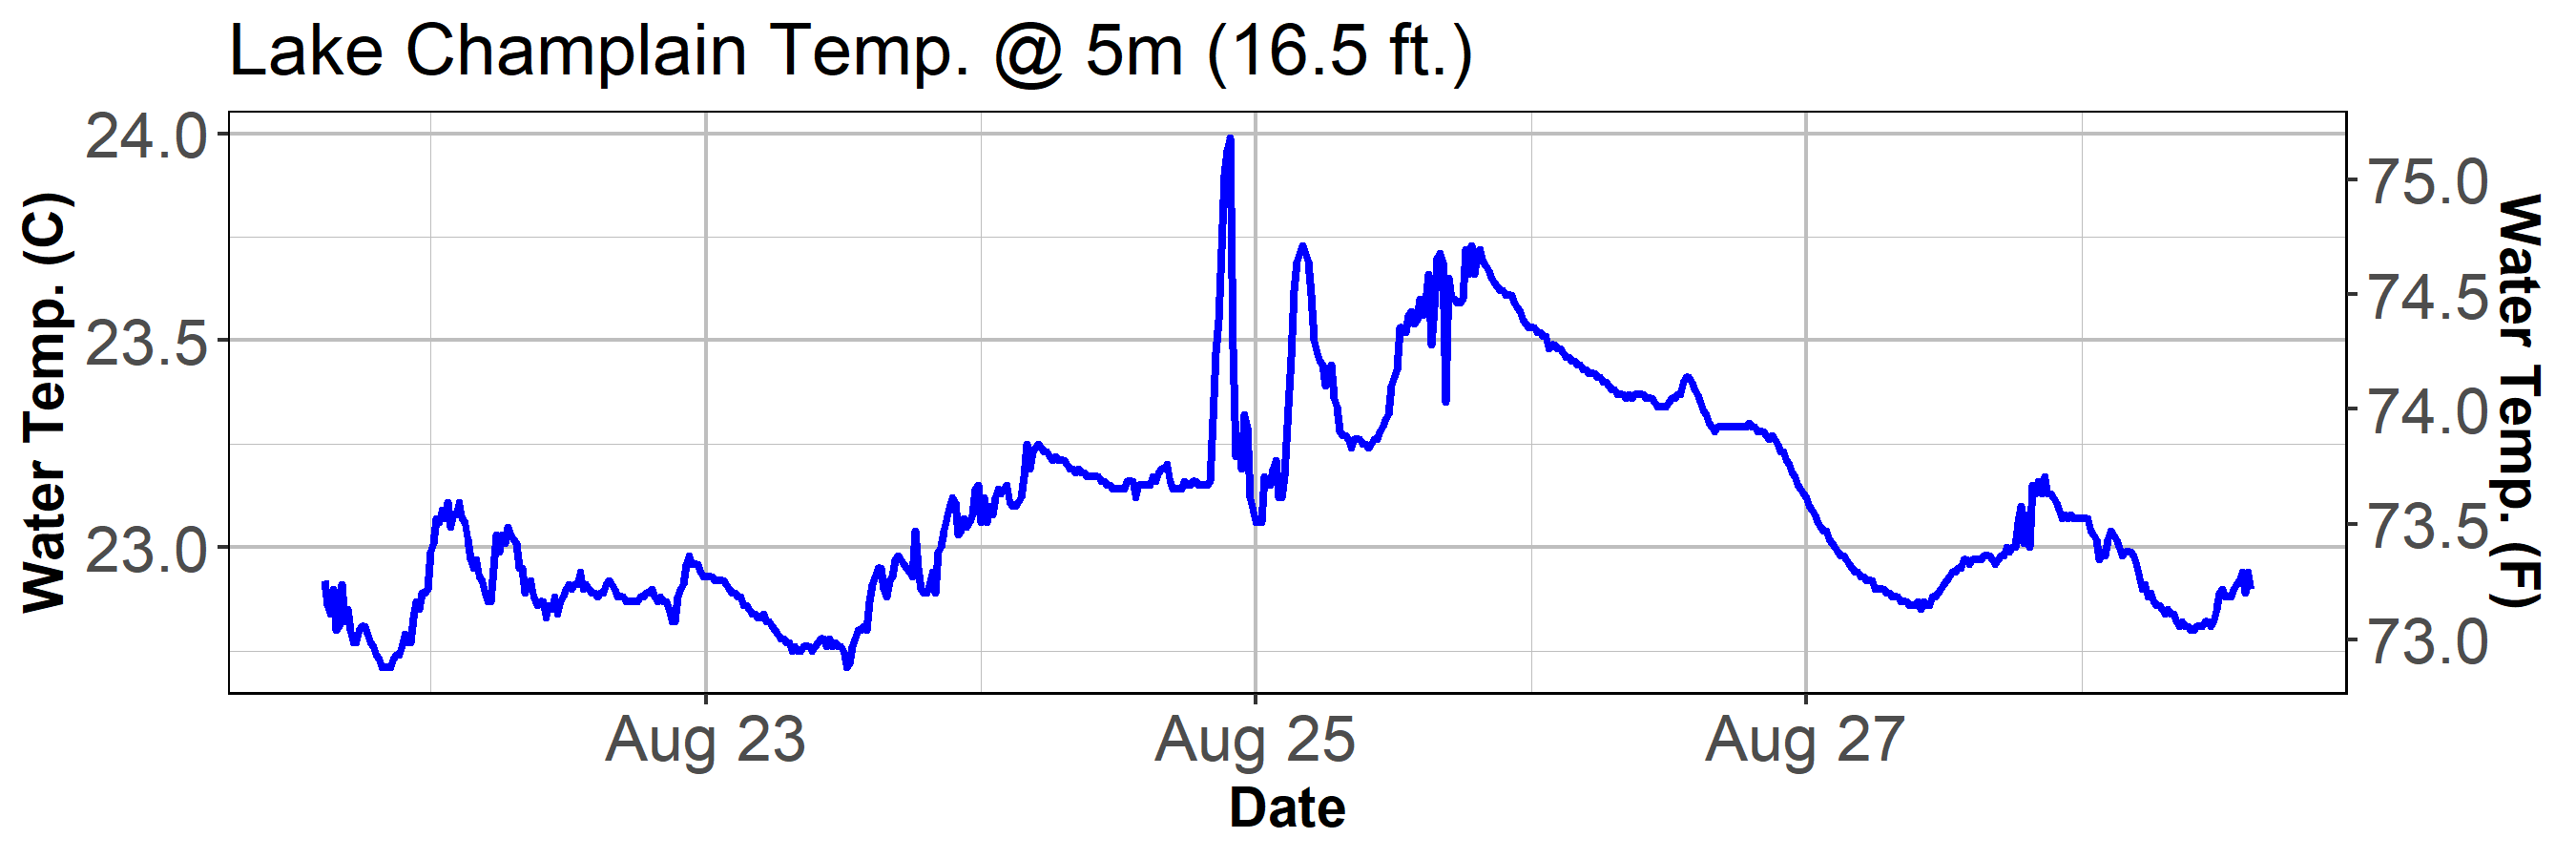 Lake Champlain Temp. @ 5m (16.5 ft.)
Water Temp. (C)
24.0
23.5
23.0
75.0
74.5
74.0
73.5
73.0
Water Temp. (F)
Aug 23
Aug 25
Aug 27
Date